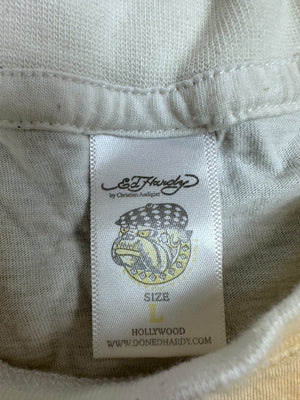 Ed Hardy
by Christian Audigier
SIZE
L
HOLLYWOOD
WWW.DONEDHARDY.COM